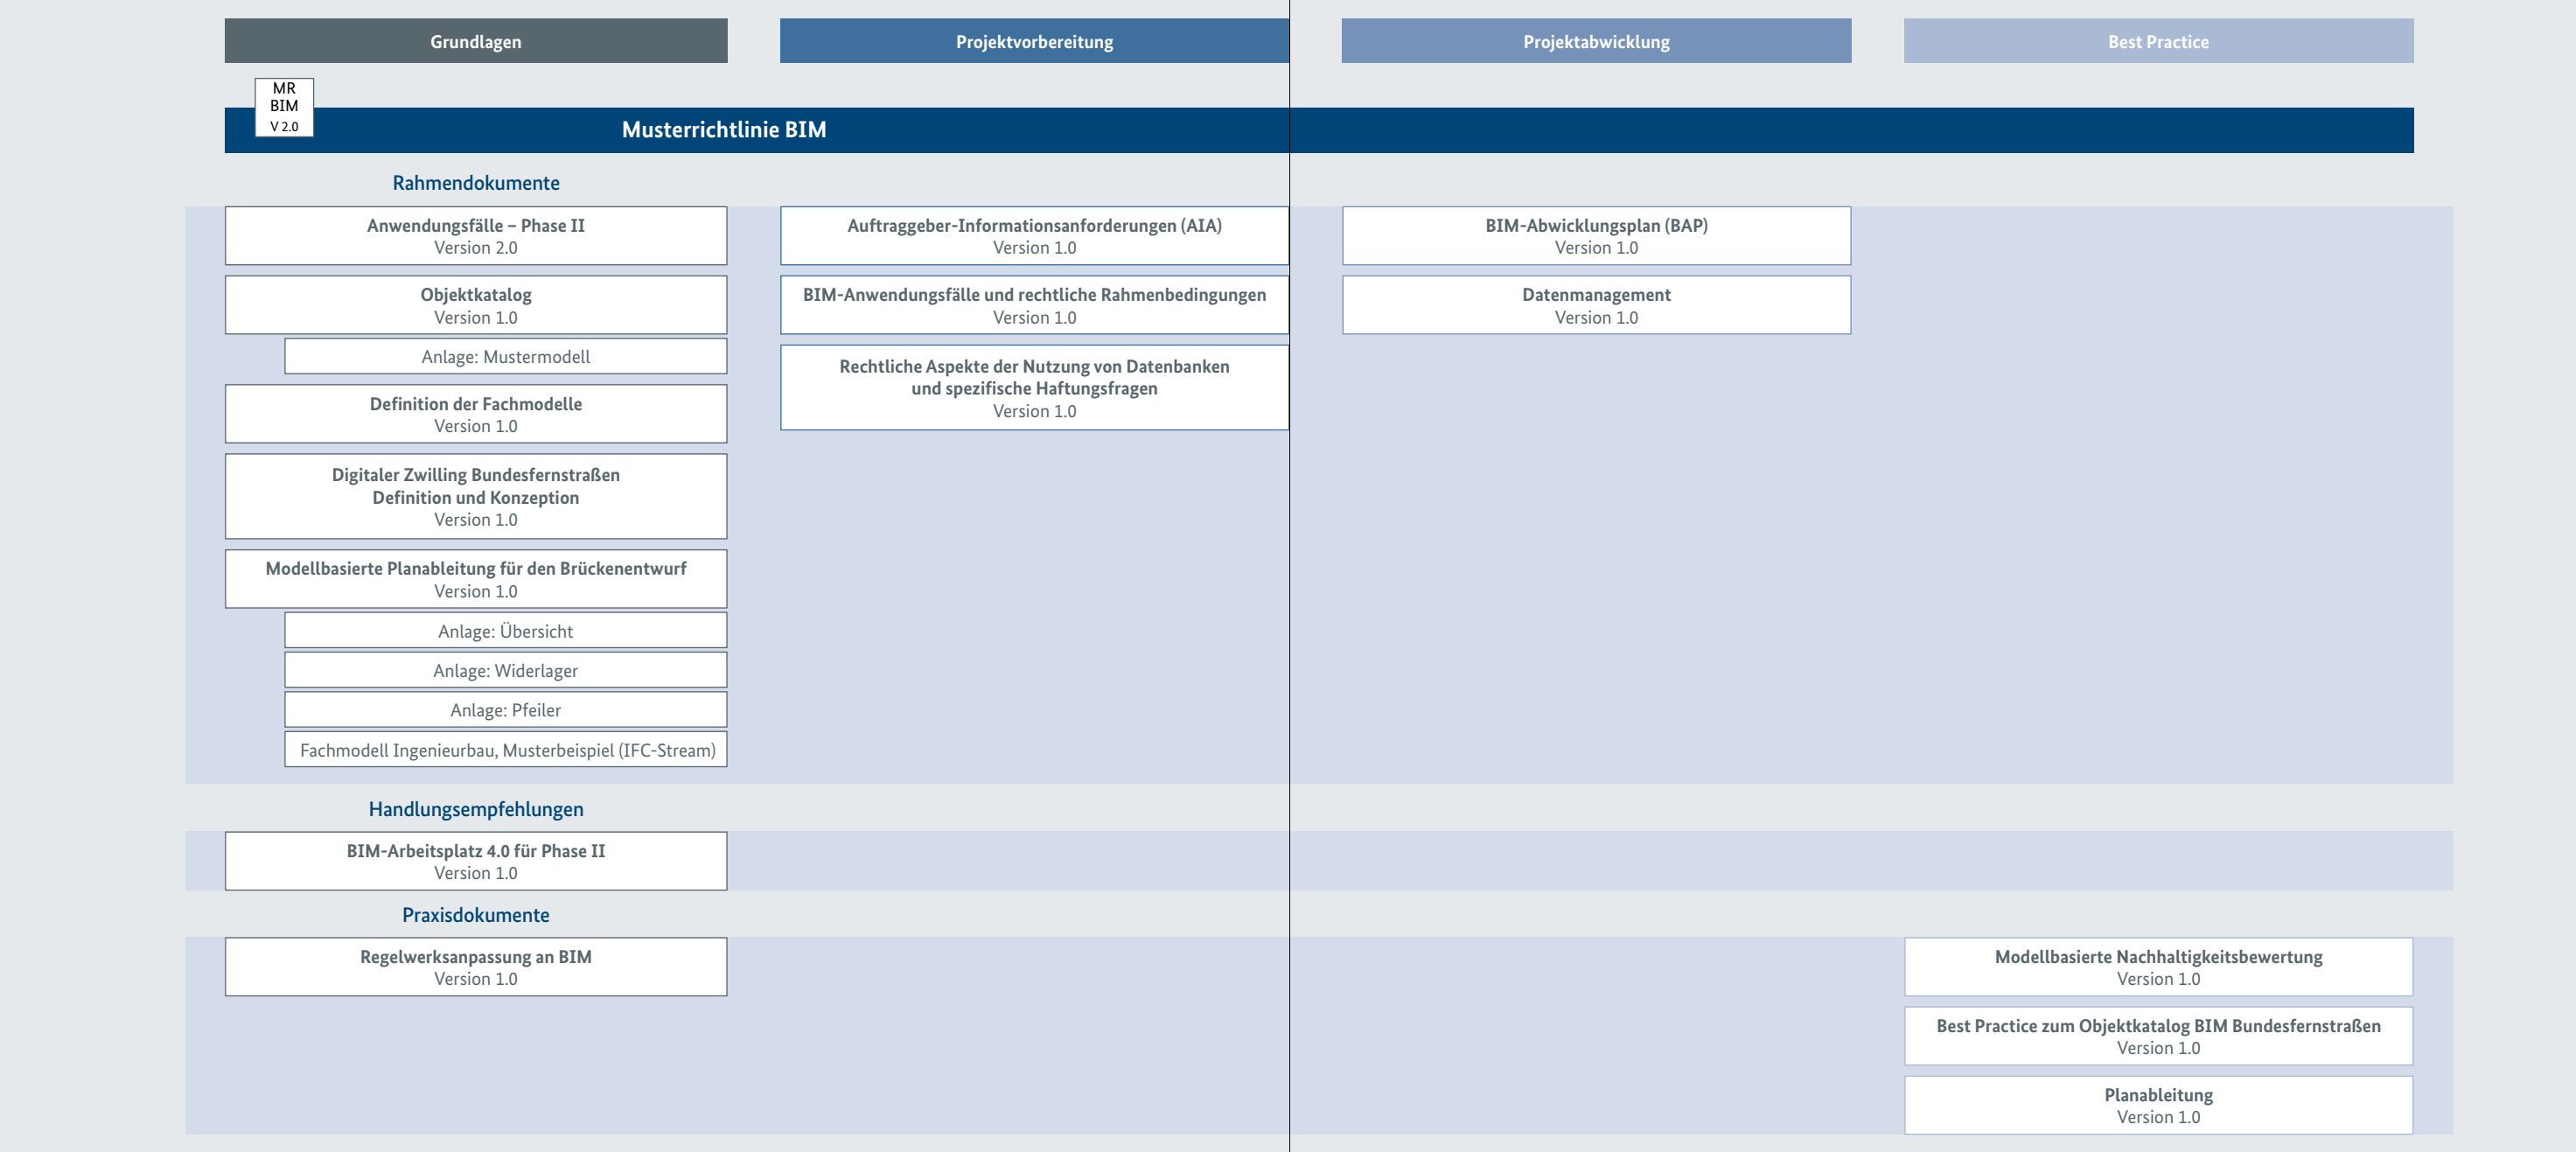 Grundlagen
Projektvorbereitung
Projektabwicklung
Best Practice
MR
BIM
V 2.0
Musterrichtlinie BIM
Rahmendokumente
Anwendungsfälle – Phase II
Version 2.0
Objektkatalog
Version 1.0
Anlage: Mustermodell
Definition der Fachmodelle
Version 1.0
Digitaler Zwilling Bundesfernstraßen
Definition und Konzeption
Version 1.0
Modellbasierte Planableitung für den Brückenentwurf
Version 1.0
Anlage: Übersicht
Anlage: Widerlager
Anlage: Pfeiler
Fachmodell Ingenieurbau, Musterbeispiel (IFC-Stream)
Auftraggeber-Informationsanforderungen (AIA)
Version 1.0
BIM-Anwendungsfälle und rechtliche Rahmenbedingungen
Version 1.0
Rechtliche Aspekte der Nutzung von Datenbanken
und spezifische Haftungsfragen
Version 1.0
BIM-Abwicklungsplan (BAP)
Version 1.0
Datenmanagement
Version 1.0
Handlungsempfehlungen
BIM-Arbeitsplatz 4.0 für Phase II
Version 1.0
Praxisdokumente
Regelwerksanpassung an BIM
Version 1.0
Modellbasierte Nachhaltigkeitsbewertung
Version 1.0
Best Practice zum Objektkatalog BIM Bundesfernstraßen
Version 1.0
Planableitung
Version 1.0